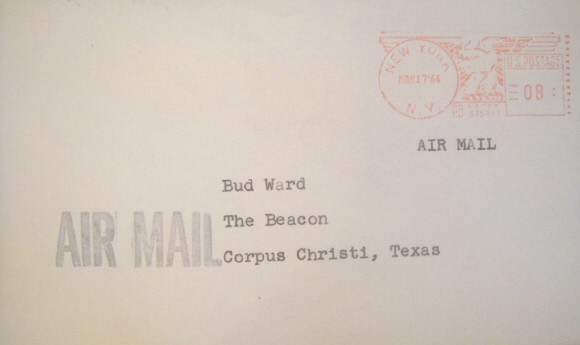 NEW YORK
N.Y.
U.S. POSTAGE
08
AIR MAIL
Bud Ward
The Beacon
Corpus Christi, Texas
AIR MAIL